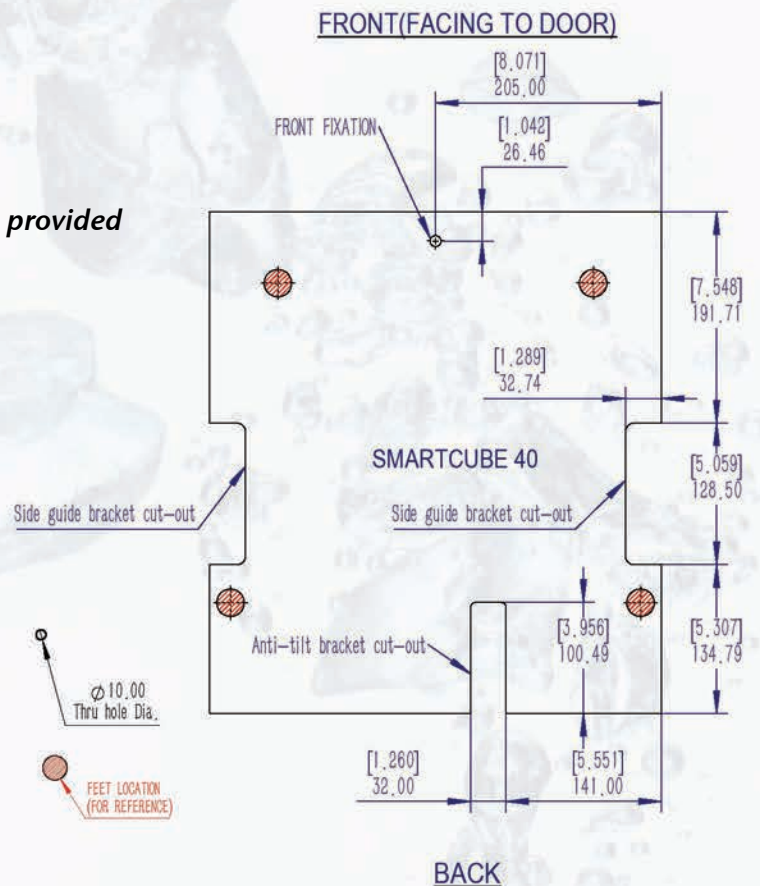 FRONT(FACING TO DOOR)
[8.071]
205.00
FRONT FIXATION
[1.042]
26.46
provided
[7.548]
191.71
[1.289]
32.74
SMARTCUBE 40
[5.059]
128.50
Side guide bracket cut-out
Side guide bracket cut-out
Anti-tilt bracket cut-out
[3.956]
100.49
[5.307]
134.79
Ø10.00
Thru hole Dia.
[1.260]
32.00
[5.551]
141.00
FEET LOCATION
(FOR REFERENCE)
BACK